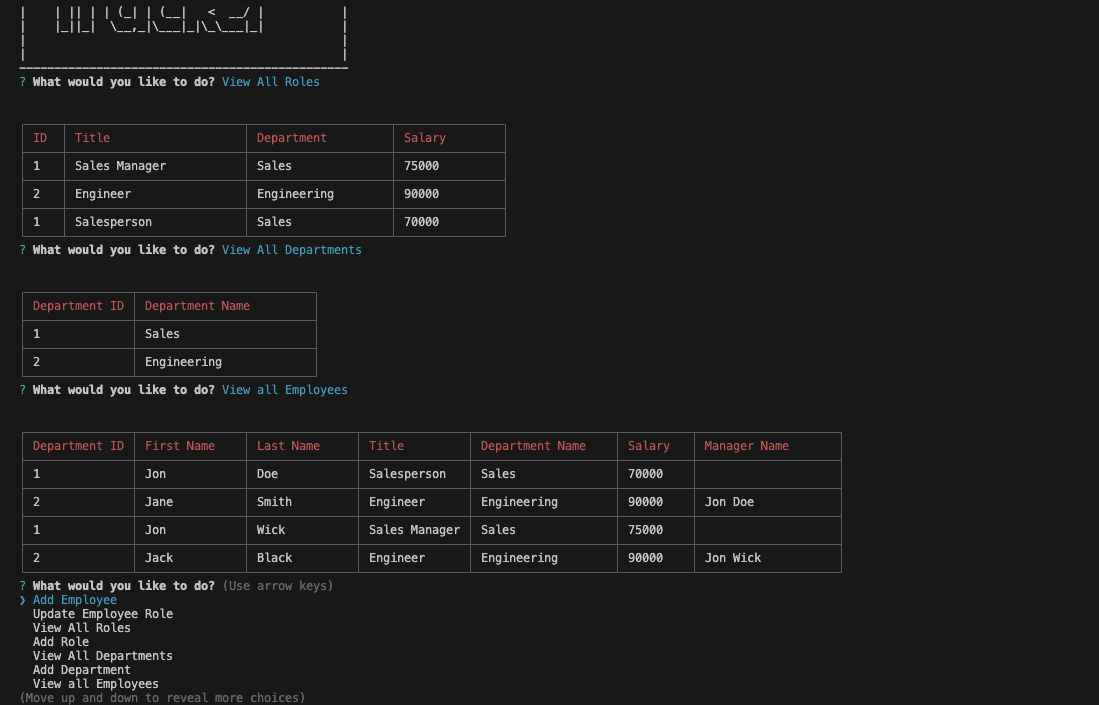 ? What would you like to do? View All Roles
ID Title Department Salary
1 Sales Manager Sales 75000
2 Engineer Engineering 90000
1 Salesperson Sales 70000
? What would you like to do? View All Departments
Department ID Department Name
1 Sales
2 Engineering
? What would you like to do? View all Employees
Department ID First Name Last Name Title Department Name Salary Manager Name
1 Jon Doe Salesperson Sales 70000
2 Jane Smith Engineer Engineering 90000 Jon Doe
1 Jon Wick Sales Manager Sales 75000
2 Jack Black Engineer Engineering 90000 Jon Wick
? What would you like to do? (Use arrow keys)
❯ Add Employee
Update Employee Role
View All Roles
Add Role
View All Departments
Add Department
View all Employees
(Move up and down to reveal more choices)